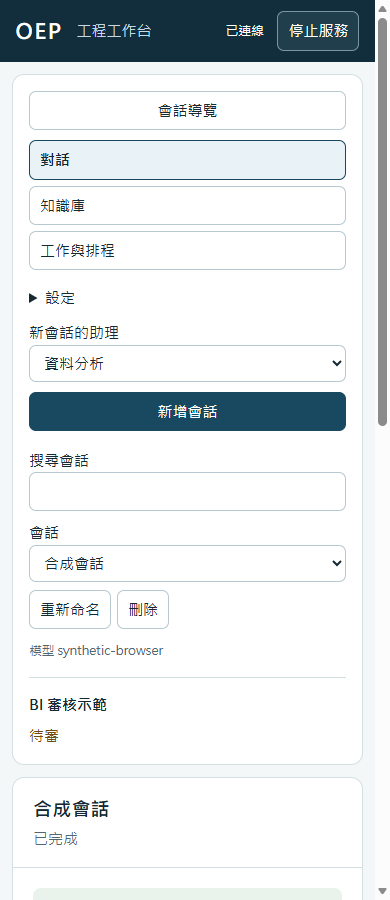 OEP 工程工作台 已連線 停止服務
會話導覽
對話
知識庫
工作與排程
設定
新會話的助理
資料分析
新增會話
搜尋會話
會話
合成會話
重新命名 刪除
模型 synthetic-browser
BI 審核示範
待審
合成會話
已完成